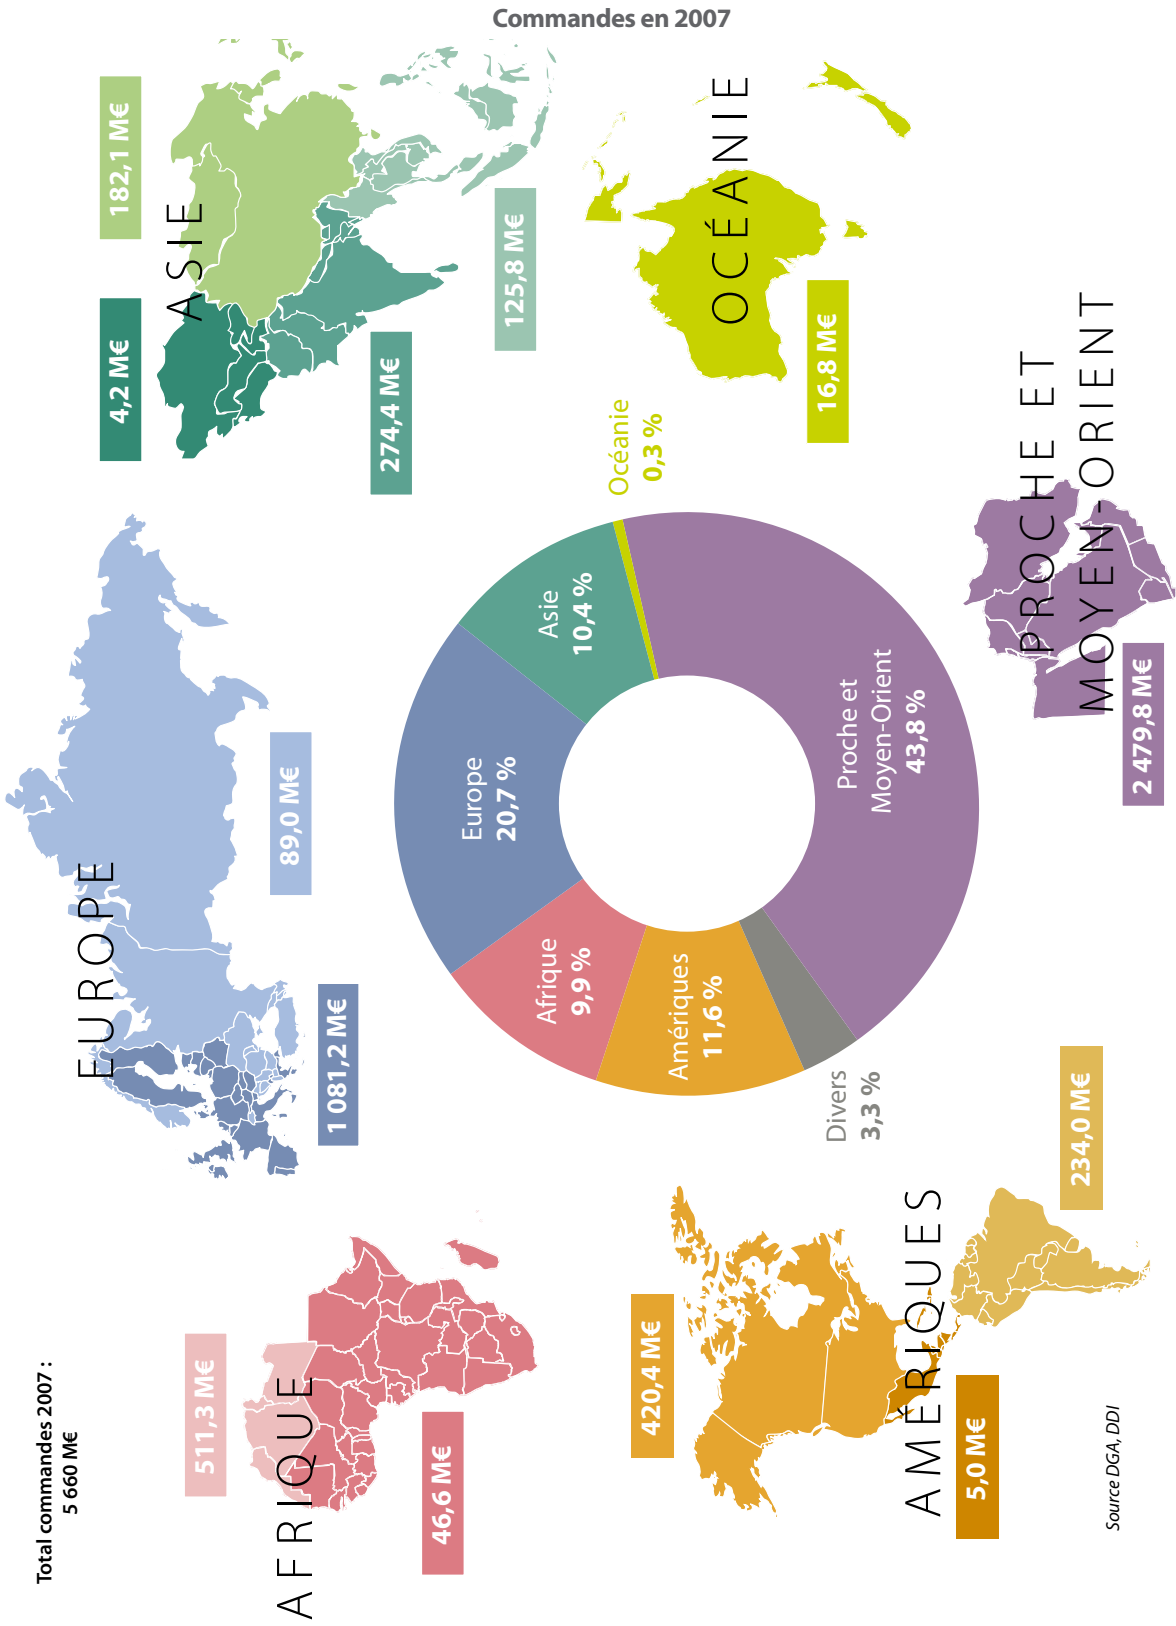 Commandes en 2007
Total commandes 2007 :
5 660 M€
AFRIQUE
511,3 M€
46,6 M€
EUROPE
1 081,2 M€
89,0 M€
ASIE
4,2 M€
182,1 M€
274,4 M€
125,8 M€
OCÉANIE
16,8 M€
PROCHE ET
MOYEN-ORIENT
2 479,8 M€
AMÉRIQUES
420,4 M€
5,0 M€
234,0 M€
Europe
20,7 %
Asie
10,4 %
Océanie
0,3 %
Proche et
Moyen-Orient
43,8 %
Divers
3,3 %
Amériques
11,6 %
Afrique
9,9 %
Source DGA, DDI